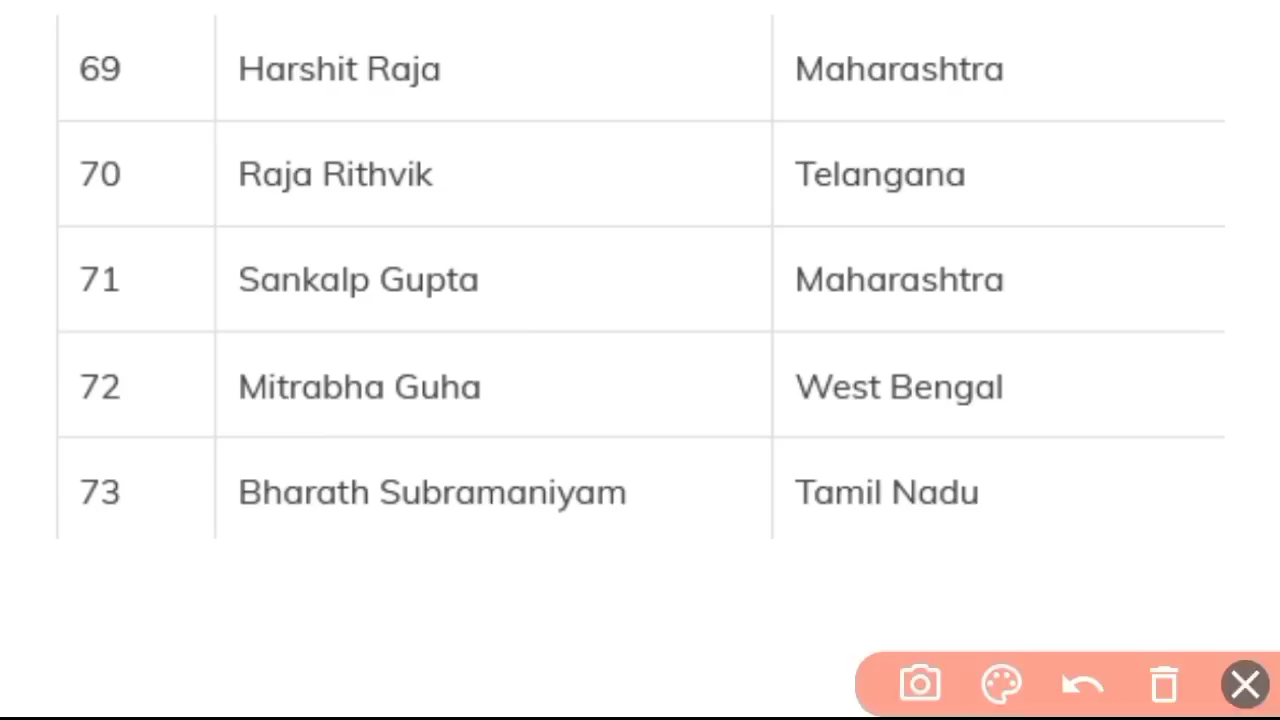 69 Harshit Raja Maharashtra
70 Raja Rithvik Telangana
71 Sankalp Gupta Maharashtra
72 Mitrabha Guha West Bengal
73 Bharath Subramaniyam Tamil Nadu